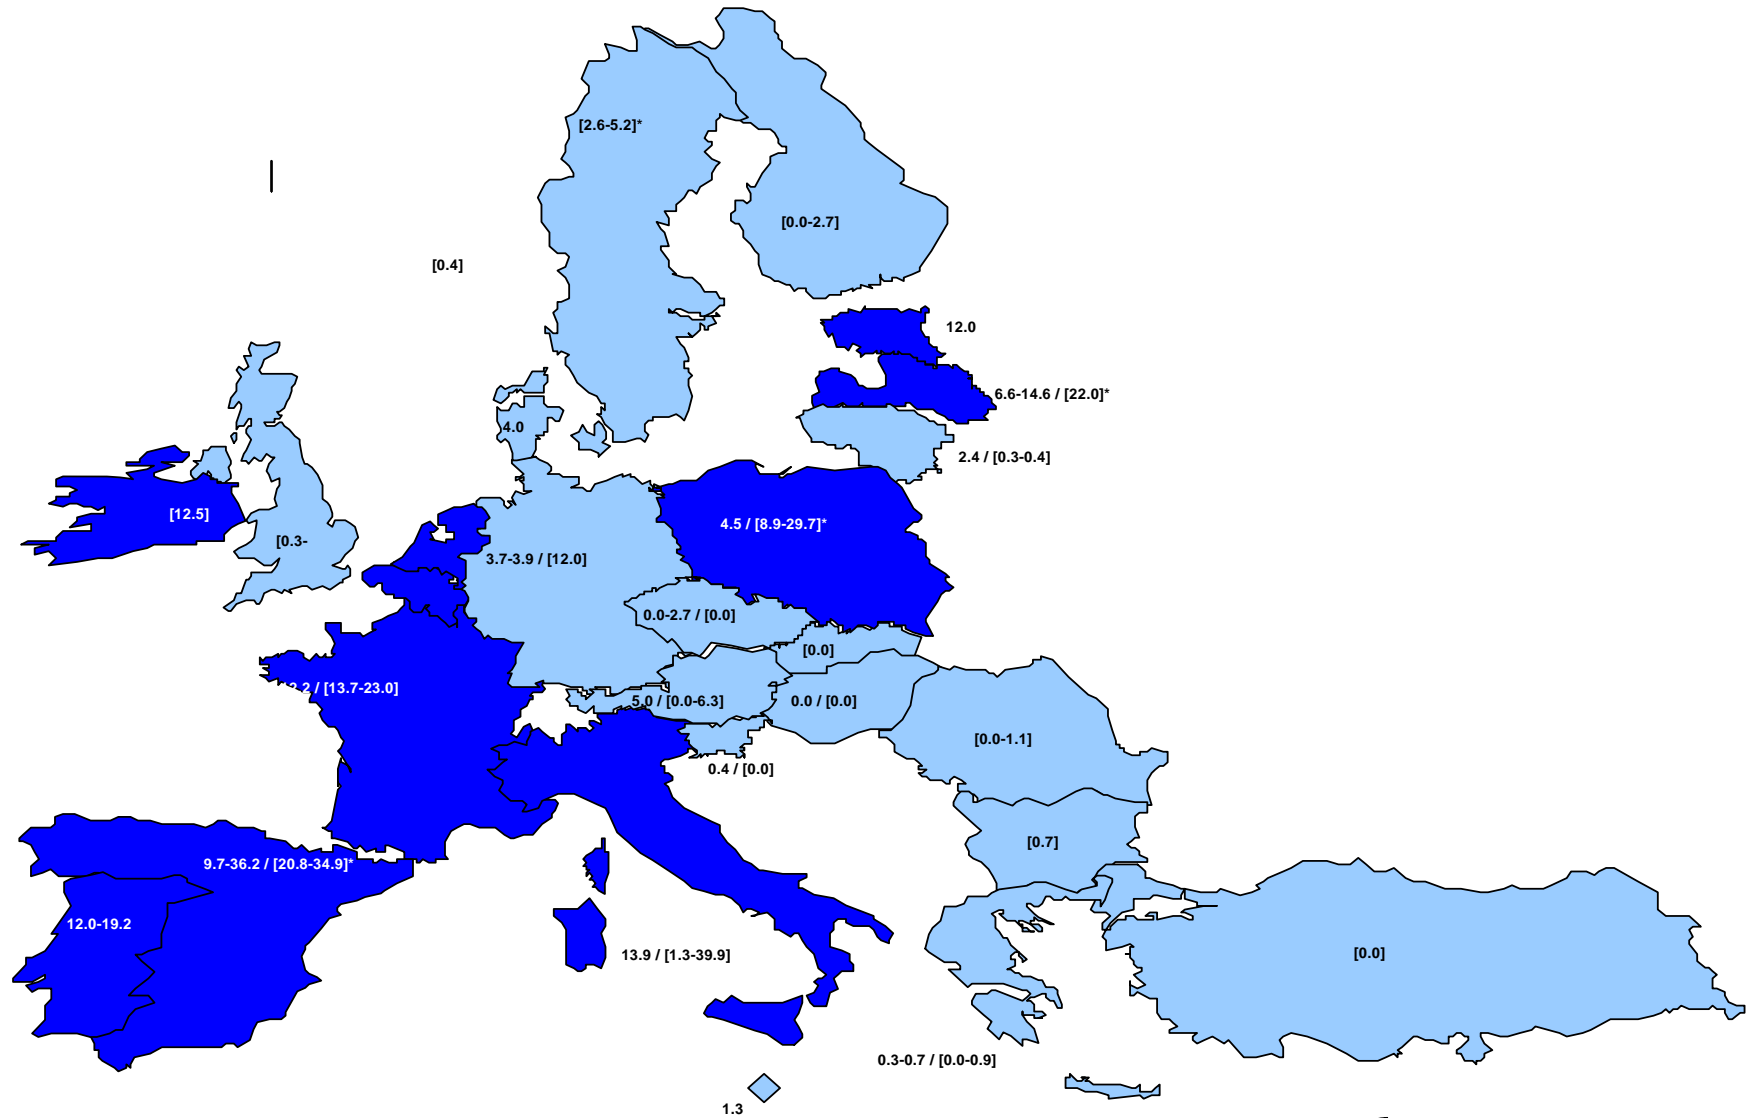 [2.6-5.2]*
[0.0-2.7]
[0.4]
12.0
6.6-14.6 / [22.0]*
4.0
2.4 / [0.3-0.4]
[12.5]
4.5 / [8.9-29.7]*
[0.3-
3.7-3.9 / [12.0]
0.0-2.7 / [0.0]
[0.0]
2.2 / [13.7-23.0]
5.0 / [0.0-6.3]
0.0 / [0.0]
[0.0-1.1]
0.4 / [0.0]
[0.7]
9.7-36.2 / [20.8-34.9]*
12.0-19.2
13.9 / [1.3-39.9]
[0.0]
0.3-0.7 / [0.0-0.9]
1.3